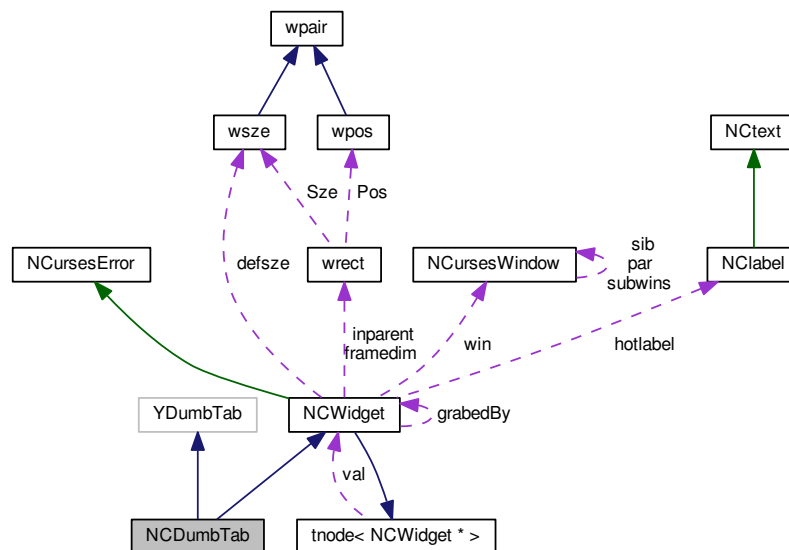 wpair
wsze
wpos
NCtext
Sze
Pos
NCursesError
defsze
wrect
NCursesWindow
sib
par
subwins
NClabel
inparent
framedim
win
hotlabel
YDumbTab
NCWidget
grabedBy
val
NCDumbTab
tnode< NCWidget * >